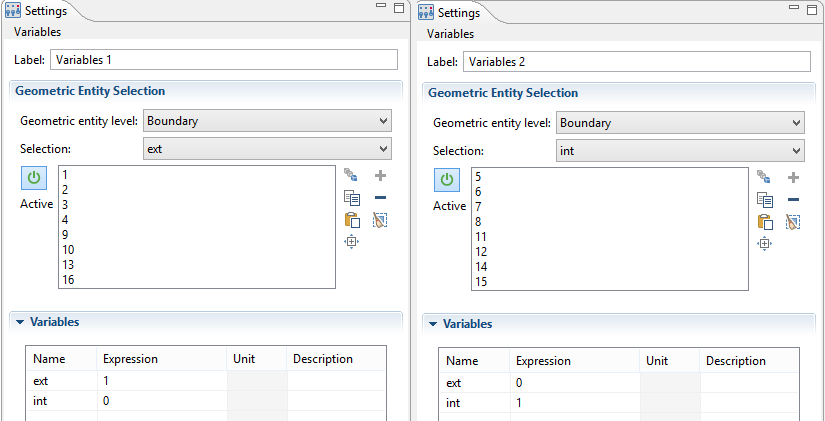 Settings
Variables
Label: Variables 1
Geometric Entity Selection
Geometric entity level: Boundary
Selection: ext
Active
1
2
3
4
9
10
13
16
Variables
Name Expression Unit Description
ext 1
int 0
Settings
Variables
Label: Variables 2
Geometric Entity Selection
Geometric entity level: Boundary
Selection: int
Active
5
6
7
8
11
12
14
15
Variables
Name Expression Unit Description
ext 0
int 1